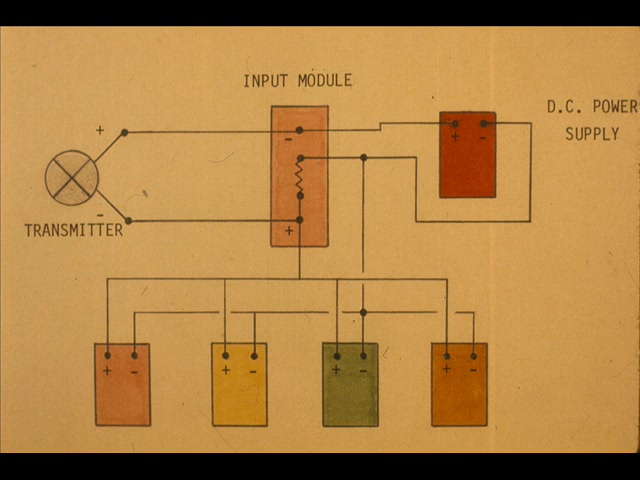 INPUT MODULE
D.C. POWER
SUPPLY
+
-
+ -
TRANSMITTER
-
+
+ -
+ -
+ -
+ -